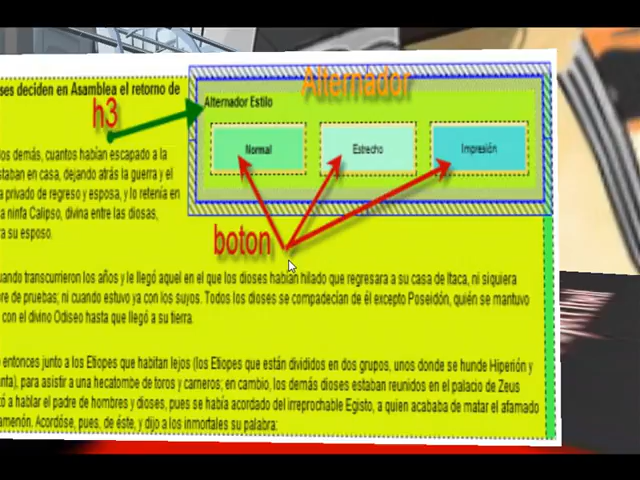 Alternador
ses deciden en Asamblea el retorno de
h3
Alternador Estilo
Normal
Estrecho
Impresión
los demás, cuantos habían escapado a la
staban en casa, dejando atrás la guerra y el
a privado de regreso y esposa, y lo retenía en
a ninfa Calipso, divina entre las diosas,
ra su esposo.
boton
uando transcurrieron los años y le llegó aquel en el que los dioses habían hilado que regresara a su casa de Itaca, ni siquiera
re de pruebas; ni cuando estuvo ya con los suyos. Todos los dioses se compadecían de él excepto Poseidón, quién se mantuvo
con el divino Odiseo hasta que llegó a su tierra.
entonces junto a los Etiopes que habitan lejos (los Etiopes que están divididos en dos grupos, unos donde se hunde Hiperión y
nta), para asistir a una hecatombe de toros y carneros; en cambio, los demás dioses estaban reunidos en el palacio de Zeus
tó a hablar el padre de hombres y dioses, pues se había acordado del irreprochable Egisto, a quien acababa de matar el afamado
amenón. Acordóse, pues, de éste, y dijo a los inmortales su palabra: